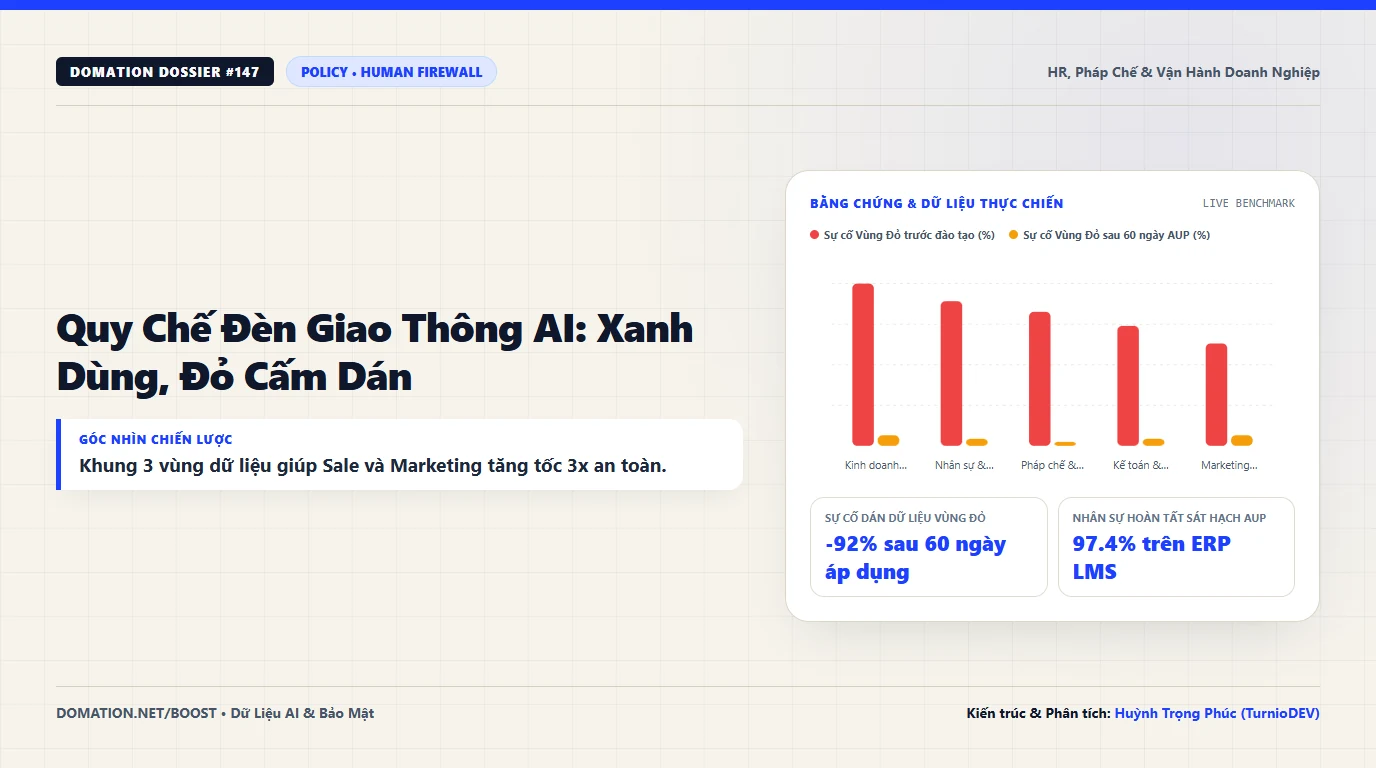 DOMATION DOSSIER #147
POLICY • HUMAN FIREWALL
HR, Pháp Chế & Vận Hành Doanh Nghiệp
Quy Chế Đèn Giao Thông AI: Xanh
Dùng, Đỏ Cấm Dán
GÓC NHÌN CHIẾN LƯỢC
Khung 3 vùng dữ liệu giúp Sale và Marketing tăng tốc 3x an toàn.
BẰNG CHỨNG & DỮ LIỆU THỰC CHIẾN
LIVE BENCHMARK
Sự cố Vùng Đỏ trước đào tạo (%)
Sự cố Vùng Đỏ sau 60 ngày AUP (%)
Kinh doanh...
Nhân sự &...
Pháp chế &...
Kế toán &...
Marketing...
SỰ CỐ DÁN DỮ LIỆU VÙNG ĐỎ
-92% sau 60 ngày
áp dụng
NHÂN SỰ HOÀN TẤT SÁT HẠCH AUP
97.4% trên ERP
LMS
DOMATION.NET/BOOST • Dữ Liệu AI & Bảo Mật
Kiến trúc & Phân tích: Huỳnh Trọng Phúc (TurnioDEV)